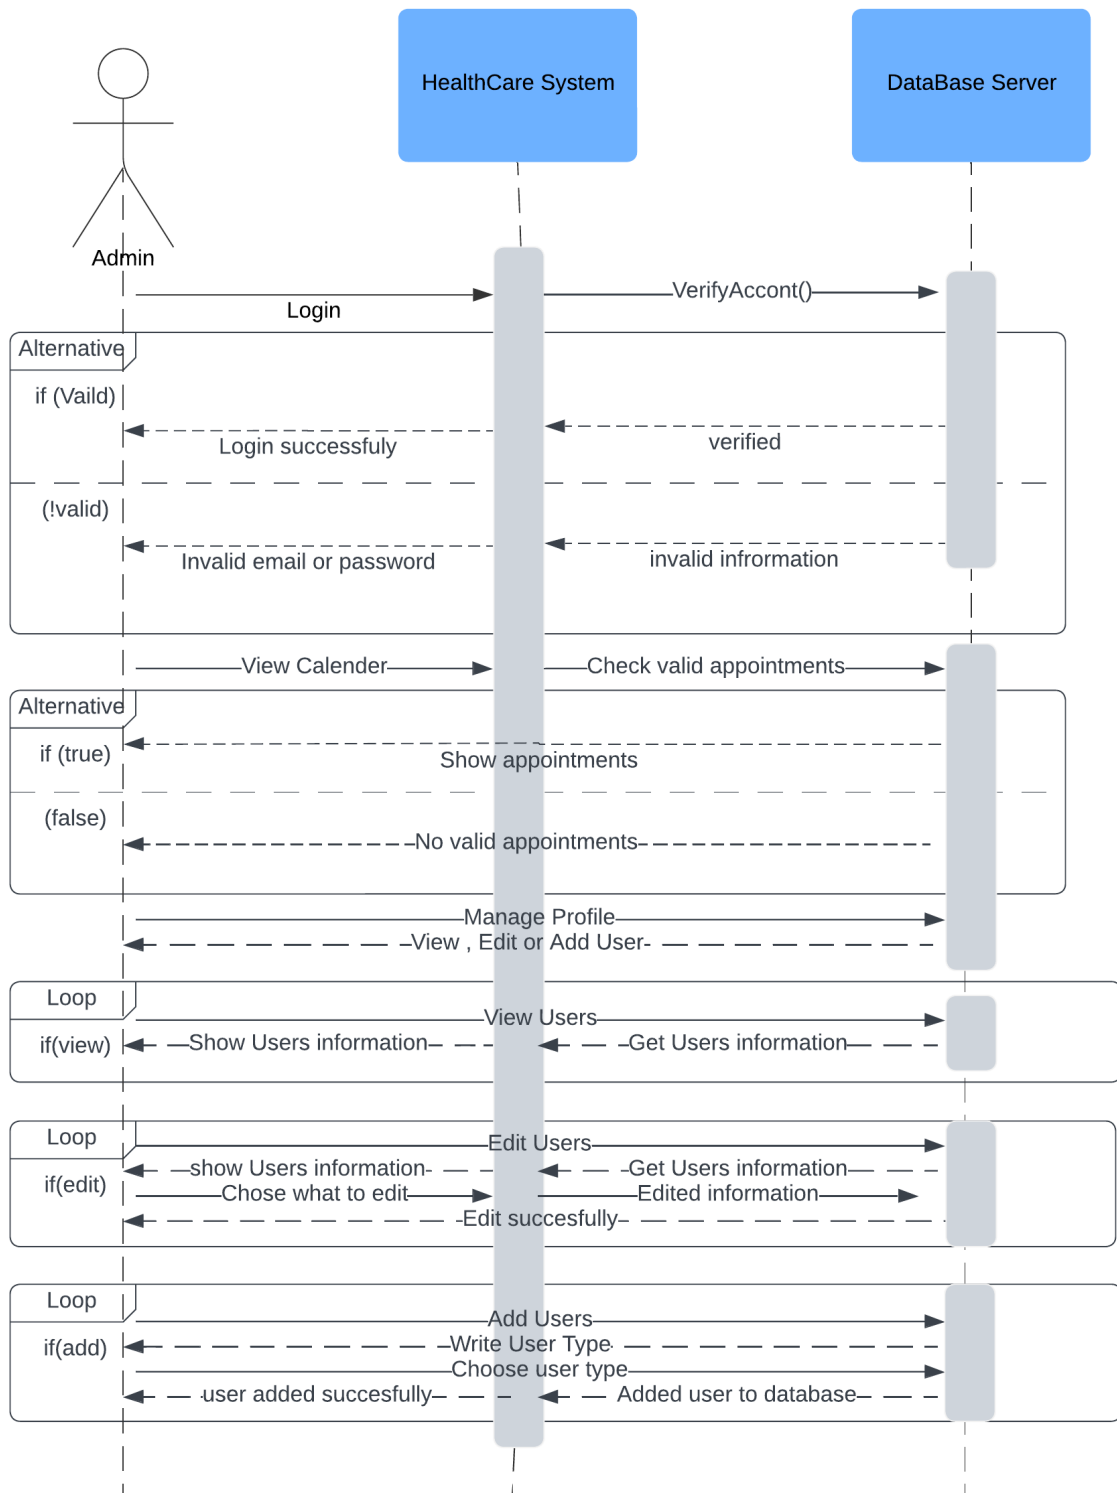 HealthCare System
DataBase Server
Admin
VerifyAccont()
Login
Alternative
if (Vaild)
verified
Login successfuly
(!valid)
invalid infrormation
Invalid email or password
View Calender
Check valid appointments
Alternative
if (true)
Show appointments
(false)
No valid appointments
Manage Profile
View , Edit or Add User
Loop
View Users
if(view)
Show Users information
Get Users information
Loop
Edit Users
show Users information
Get Users information
if(edit)
Chose what to edit
Edited information
Edit succesfully
Loop
Add Users
if(add)
Write User Type
Choose user type
user added succesfully
Added user to database